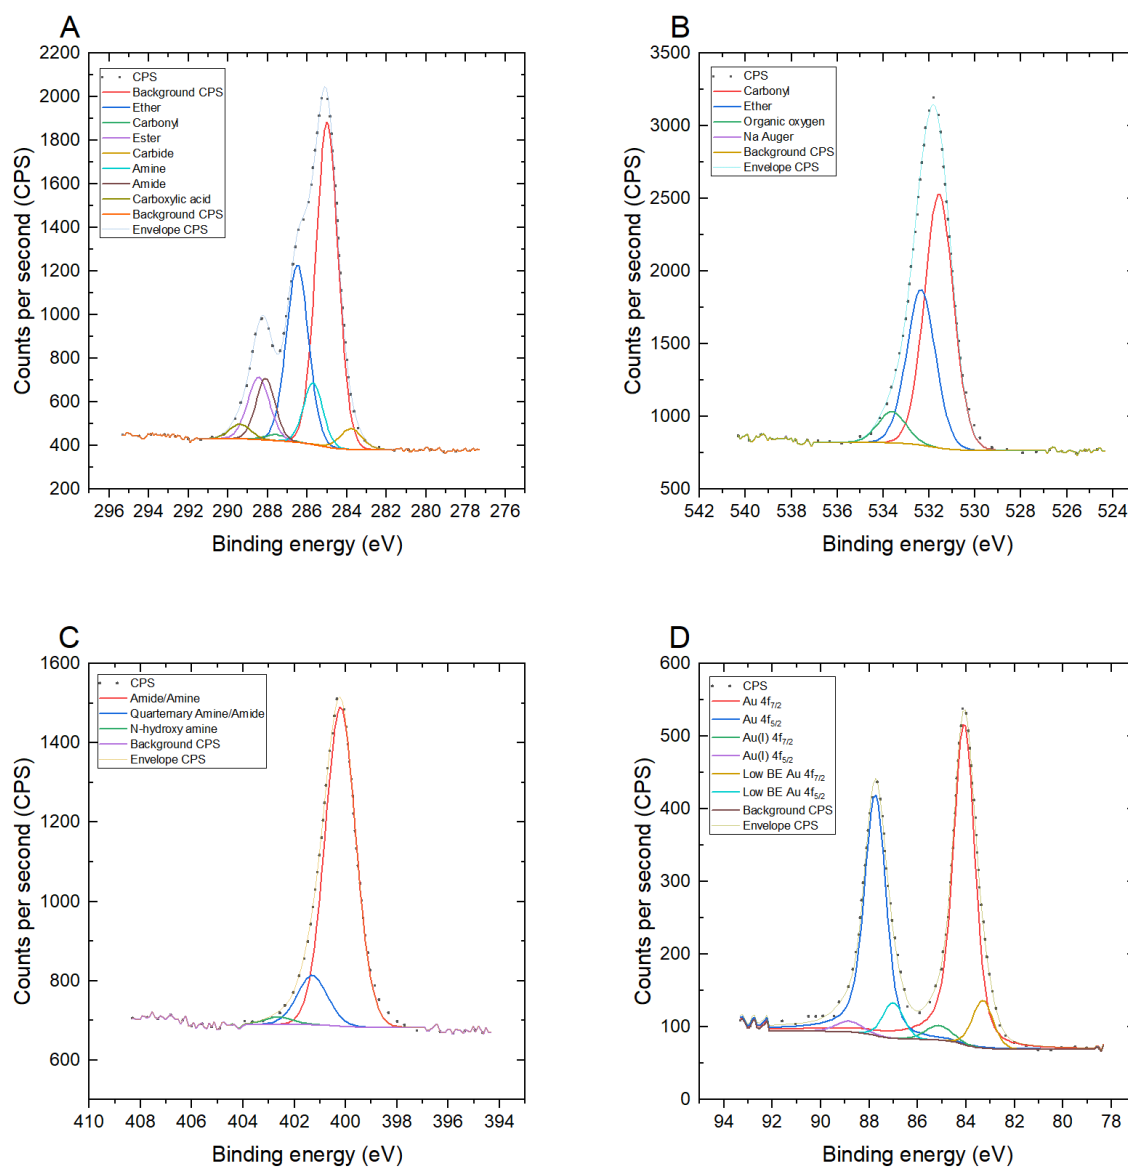 A
2200
2000
1800
1600
1400
1200
1000
800
600
400
200
296 294 292 290 288 286 284 282 280 278 276
Counts per second (CPS)
Binding energy (eV)
CPS
Background CPS
Ether
Carbonyl
Ester
Carbide
Amine
Amide
Carboxylic acid
Background CPS
Envelope CPS
B
3500
3000
2500
2000
1500
1000
500
542 540 538 536 534 532 530 528 526 524
Counts per second (CPS)
Binding energy (eV)
CPS
Carbonyl
Ether
Organic oxygen
Na Auger
Background CPS
Envelope CPS
C
1600
1400
1200
1000
800
600
410 408 406 404 402 400 398 396 394
Counts per second (CPS)
Binding energy (eV)
CPS
Amide/Amine
Quarternary Amine/Amide
N-hydroxy amine
Background CPS
Envelope CPS
D
600
500
400
300
200
100
0
94 92 90 88 86 84 82 80 78
Counts per second (CPS)
Binding energy (eV)
CPS
Au 4f7/2
Au 4f5/2
Au(I) 4f7/2
Au(I) 4f5/2
Low BE Au 4f7/2
Low BE Au 4f5/2
Background CPS
Envelope CPS